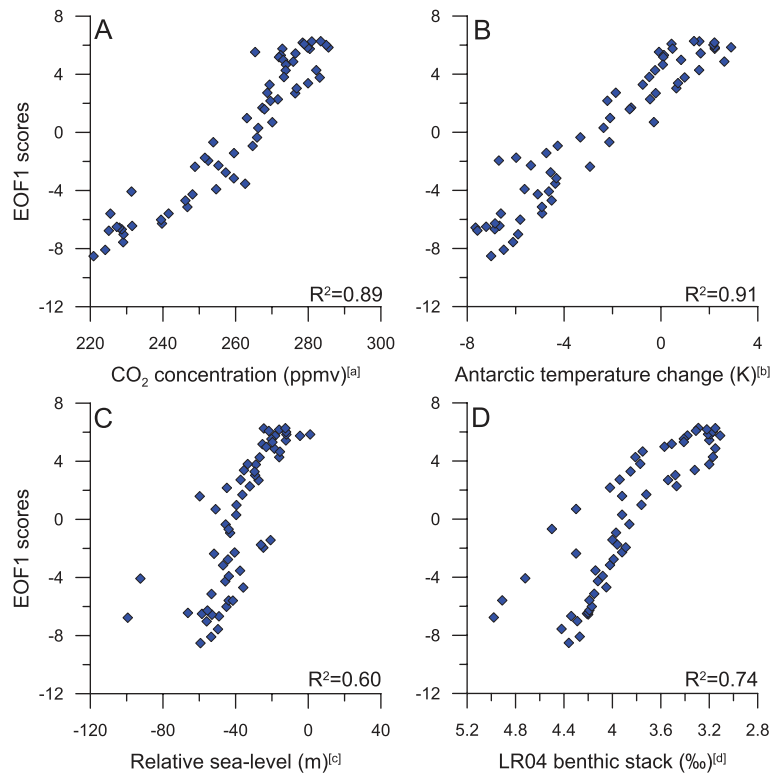 A
8
4
0
-4
-8
-12
EOF1 scores
R²=0.89
220 240 260 280 300
CO₂ concentration (ppmv)[a]
B
8
4
0
-4
-8
-12
R²=0.91
-8 -4 0 4
Antarctic temperature change (K)[b]
C
8
4
0
-4
-8
-12
EOF1 scores
R²=0.60
-120 -80 -40 0 40
Relative sea-level (m)[c]
D
8
4
0
-4
-8
-12
R²=0.74
5.2 4.8 4.4 4 3.6 3.2 2.8
LR04 benthic stack (‰)[d]